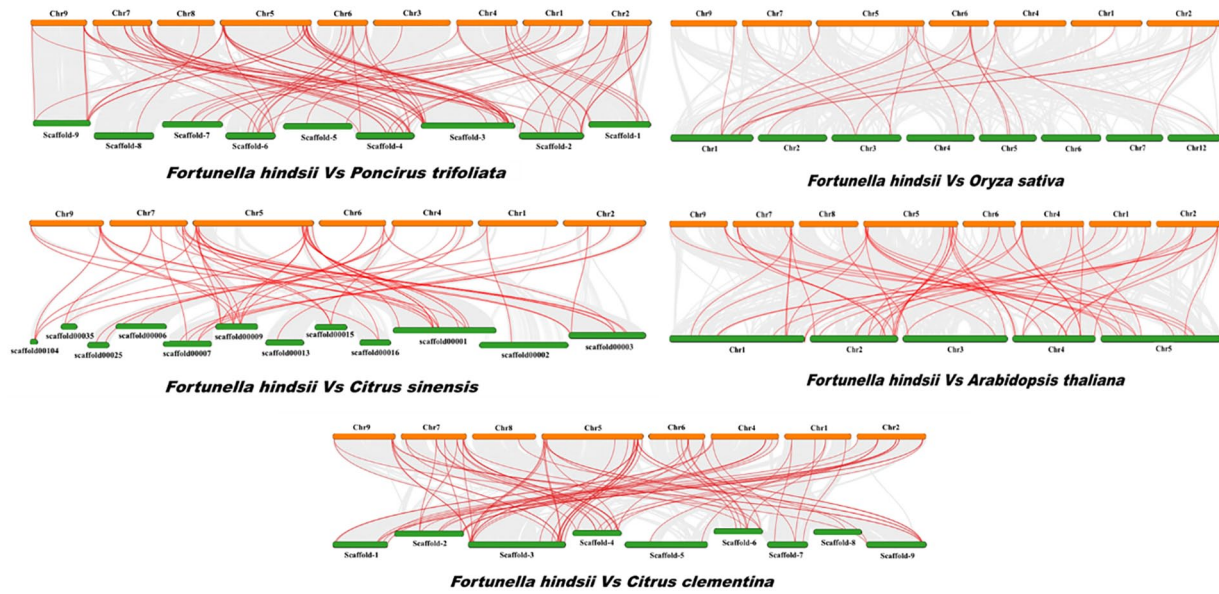 Chr9 Chr7 Chr8 Chr5 Chr6 Chr3 Chr4 Chr1 Chr2
Scaffold-9 Scaffold-8 Scaffold-7 Scaffold-6 Scaffold-5 Scaffold-4 Scaffold-3 Scaffold-2 Scaffold-1
Fortunella hindsii Vs Poncirus trifoliata
Chr9 Chr7 Chr5 Chr6 Chr4 Chr1 Chr2
Chr1 Chr2 Chr3 Chr4 Chr5 Chr6 Chr7 Chr12
Fortunella hindsii Vs Oryza sativa
Chr9 Chr7 Chr5 Chr6 Chr4 Chr1 Chr2
scaffold00104 scaffold00035 scaffold00025 scaffold00006 scaffold00007 scaffold00009 scaffold00013 scaffold00015 scaffold00016 scaffold00001 scaffold00002 scaffold00003
Fortunella hindsii Vs Citrus sinensis
Chr9 Chr7 Chr8 Chr5 Chr6 Chr4 Chr1 Chr2
Chr1 Chr2 Chr3 Chr4 Chr5
Fortunella hindsii Vs Arabidopsis thaliana
Chr9 Chr7 Chr8 Chr5 Chr6 Chr4 Chr1 Chr2
Scaffold-1 Scaffold-2 Scaffold-3 Scaffold-4 Scaffold-5 Scaffold-6 Scaffold-7 Scaffold-8 Scaffold-9
Fortunella hindsii Vs Citrus clementina